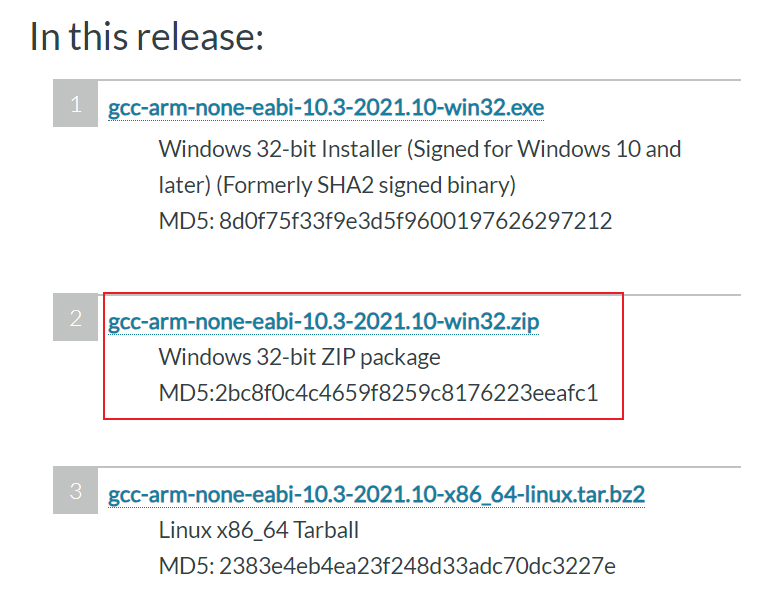 In this release:
1
gcc-arm-none-eabi-10.3-2021.10-win32.exe
Windows 32-bit Installer (Signed for Windows 10 and
later) (Formerly SHA2 signed binary)
MD5: 8d0f75f33f9e3d5f9600197626297212
2
gcc-arm-none-eabi-10.3-2021.10-win32.zip
Windows 32-bit ZIP package
MD5:2bc8f0c4c4659f8259c8176223eeafc1
3
gcc-arm-none-eabi-10.3-2021.10-x86_64-linux.tar.bz2
Linux x86_64 Tarball
MD5: 2383e4eb4ea23f248d33adc70dc3227e